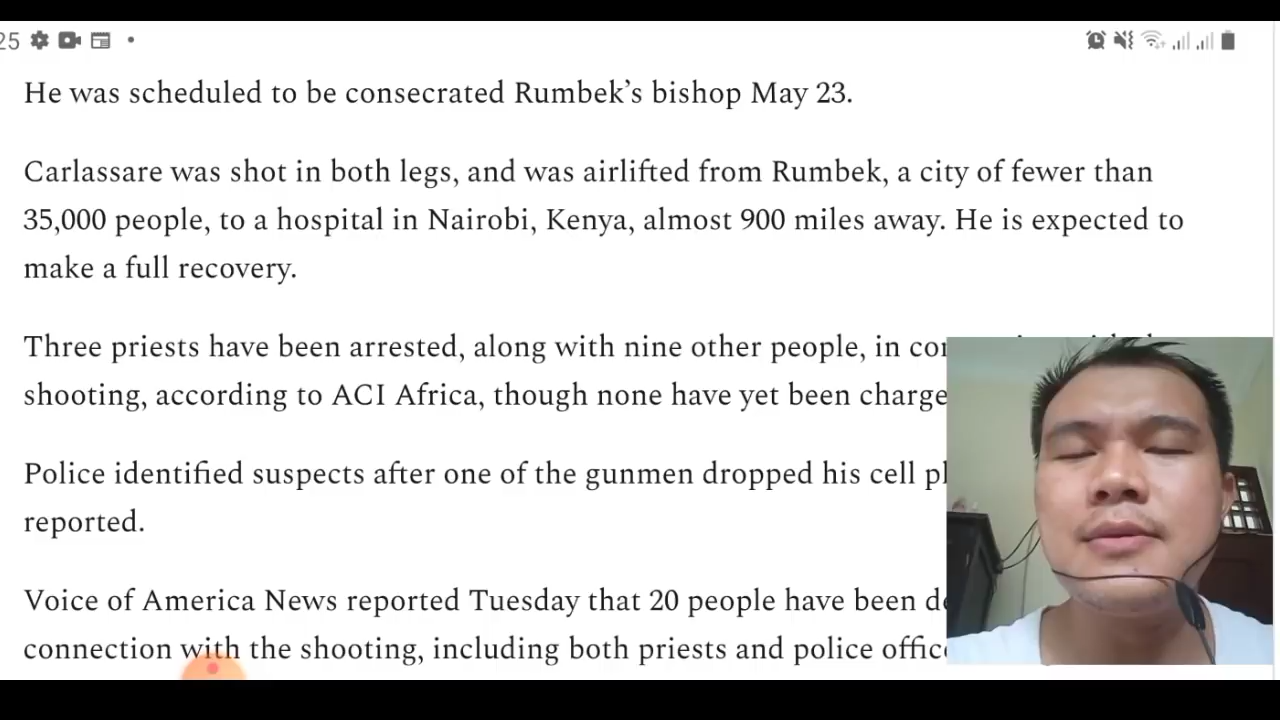 25
He was scheduled to be consecrated Rumbek’s bishop May 23.
Carlassare was shot in both legs, and was airlifted from Rumbek, a city of fewer than
35,000 people, to a hospital in Nairobi, Kenya, almost 900 miles away. He is expected to
make a full recovery.
Three priests have been arrested, along with nine other people, in
shooting, according to ACI Africa, though none have yet been
Police identified suspects after one of the gunmen dropped his cell
reported.
Voice of America News reported Tuesday that 20 people have been
connection with the shooting, including both priests and police